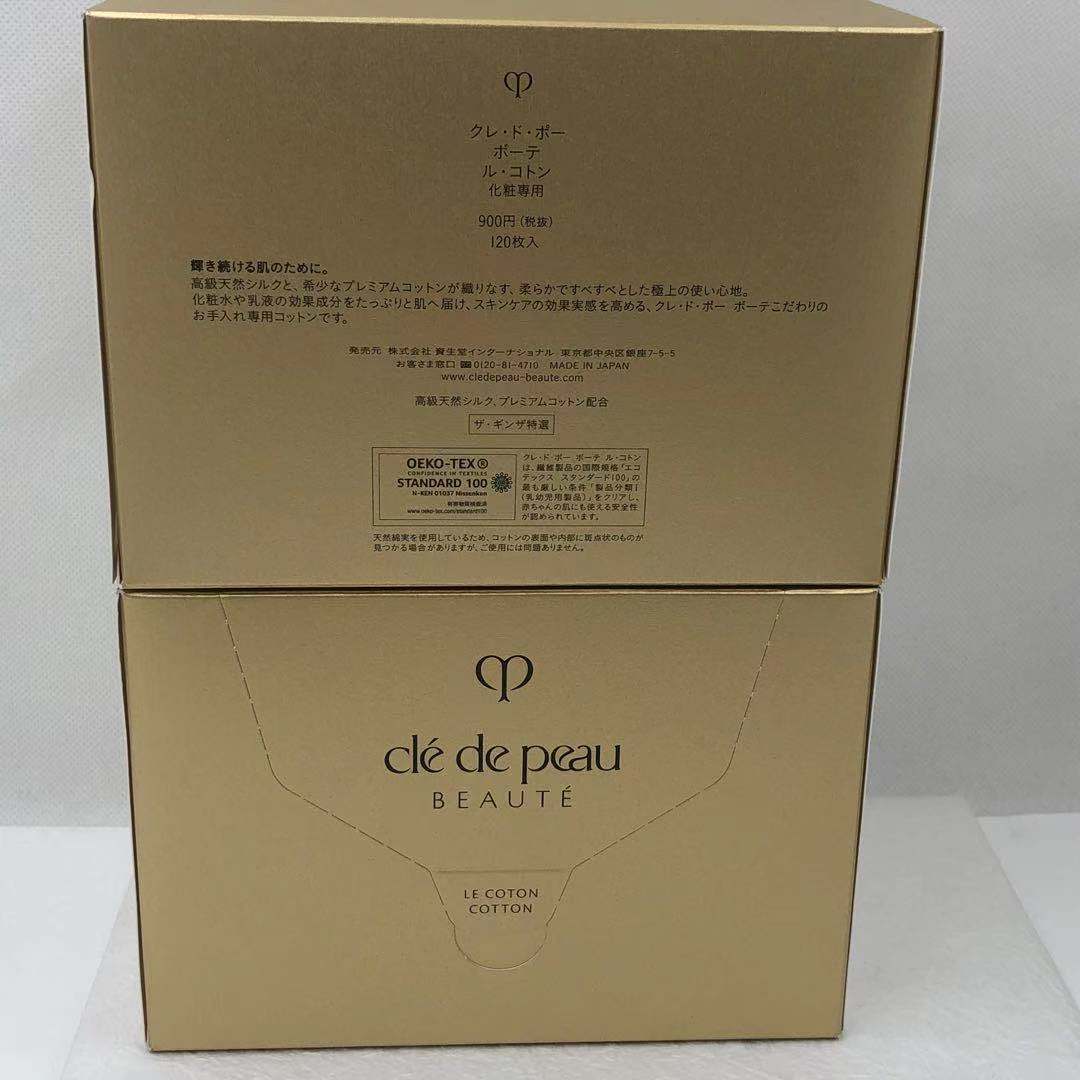 クレ・ド・ポー
ボーテ
ル・コトン
化粧専用
900円(税抜)
120枚入
輝き続ける肌のために。
高級天然シルクと、希少なプレミアムコットンが織りなす、柔らかですべすべとした極上の使い心地。
化粧水や乳液の効果成分をたっぷりと肌へ届け、スキンケアの効果実感を高める、クレ・ド・ポー ボーテこだわりの
お手入れ専用コットンです。
発売元 株式会社 資生堂インターナショナル 東京都中央区銀座7-5-5
お客さま窓口 ☎0120-81-4710 MADE IN JAPAN
www.cledepeau-beaute.com
高級天然シルク、プレミアムコットン配合
ザ・ギンザ特選
OEKO-TEX®
CONFIDENCE IN TEXTILES
STANDARD 100
N-KEN 01037 Nissenken
有害物質検査済
www.oeko-tex.com/standard100
クレ・ド・ポー ボーテ ル・コトン
は、繊維製品の国際規格「エコ
テックス スタンダード100」の
最も厳しい条件「製品分類I
(乳幼児用製品)」をクリアし、
赤ちゃんの肌にも使える安全性
が認められています。
天然綿実を使用しているため、コットンの表面や内部に斑点状のものが
見つかる場合がありますが、ご使用には問題ありません。
clé de peau
BEAUTÉ
LE COTON
COTTON